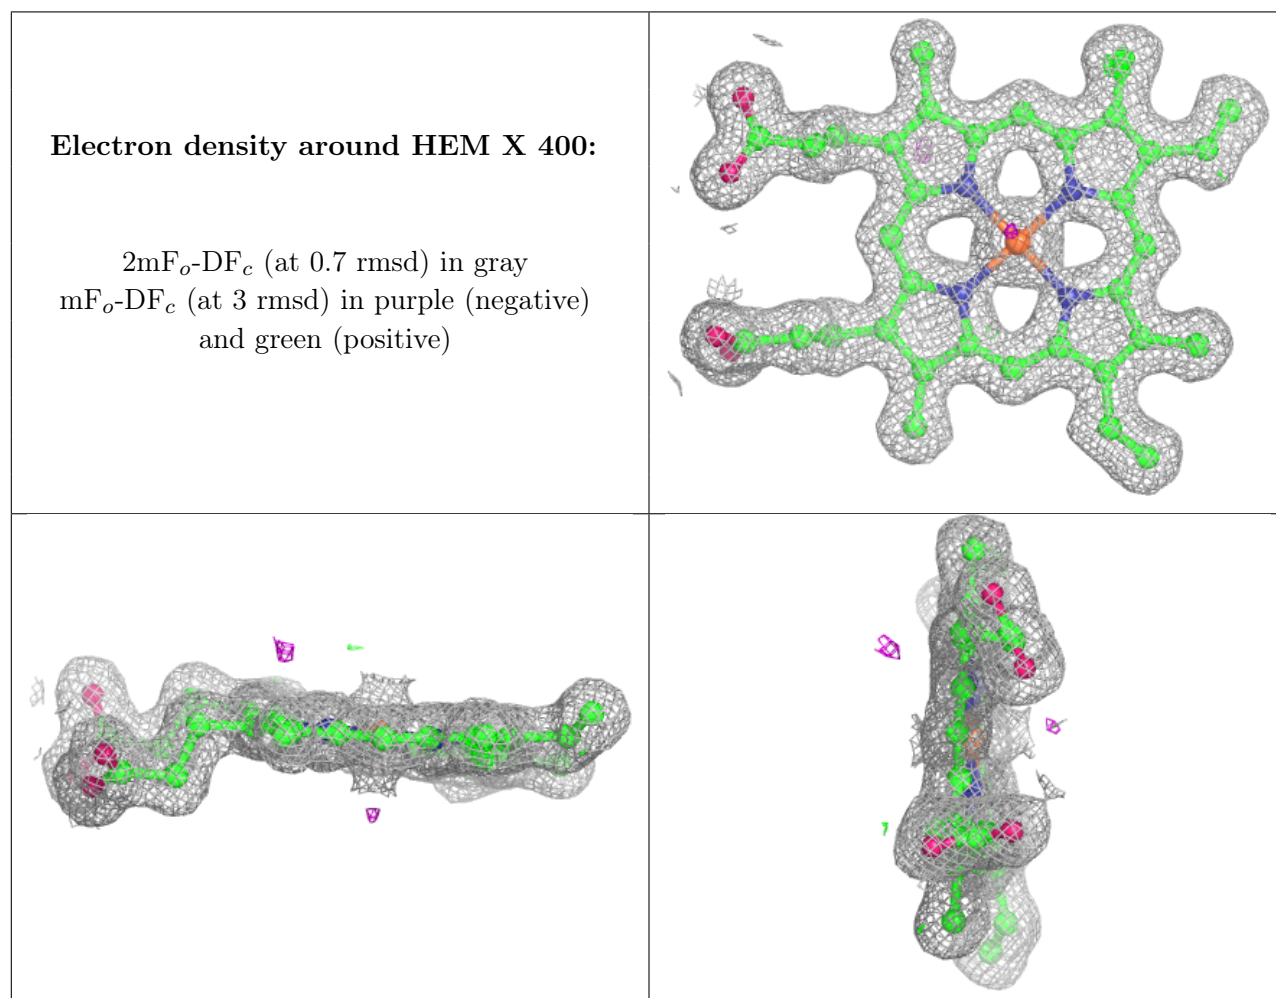 Electron density around HEM X 400:
2mFₒ-DF𝒸 (at 0.7 rmsd) in gray
mFₒ-DF𝒸 (at 3 rmsd) in purple (negative)
and green (positive)